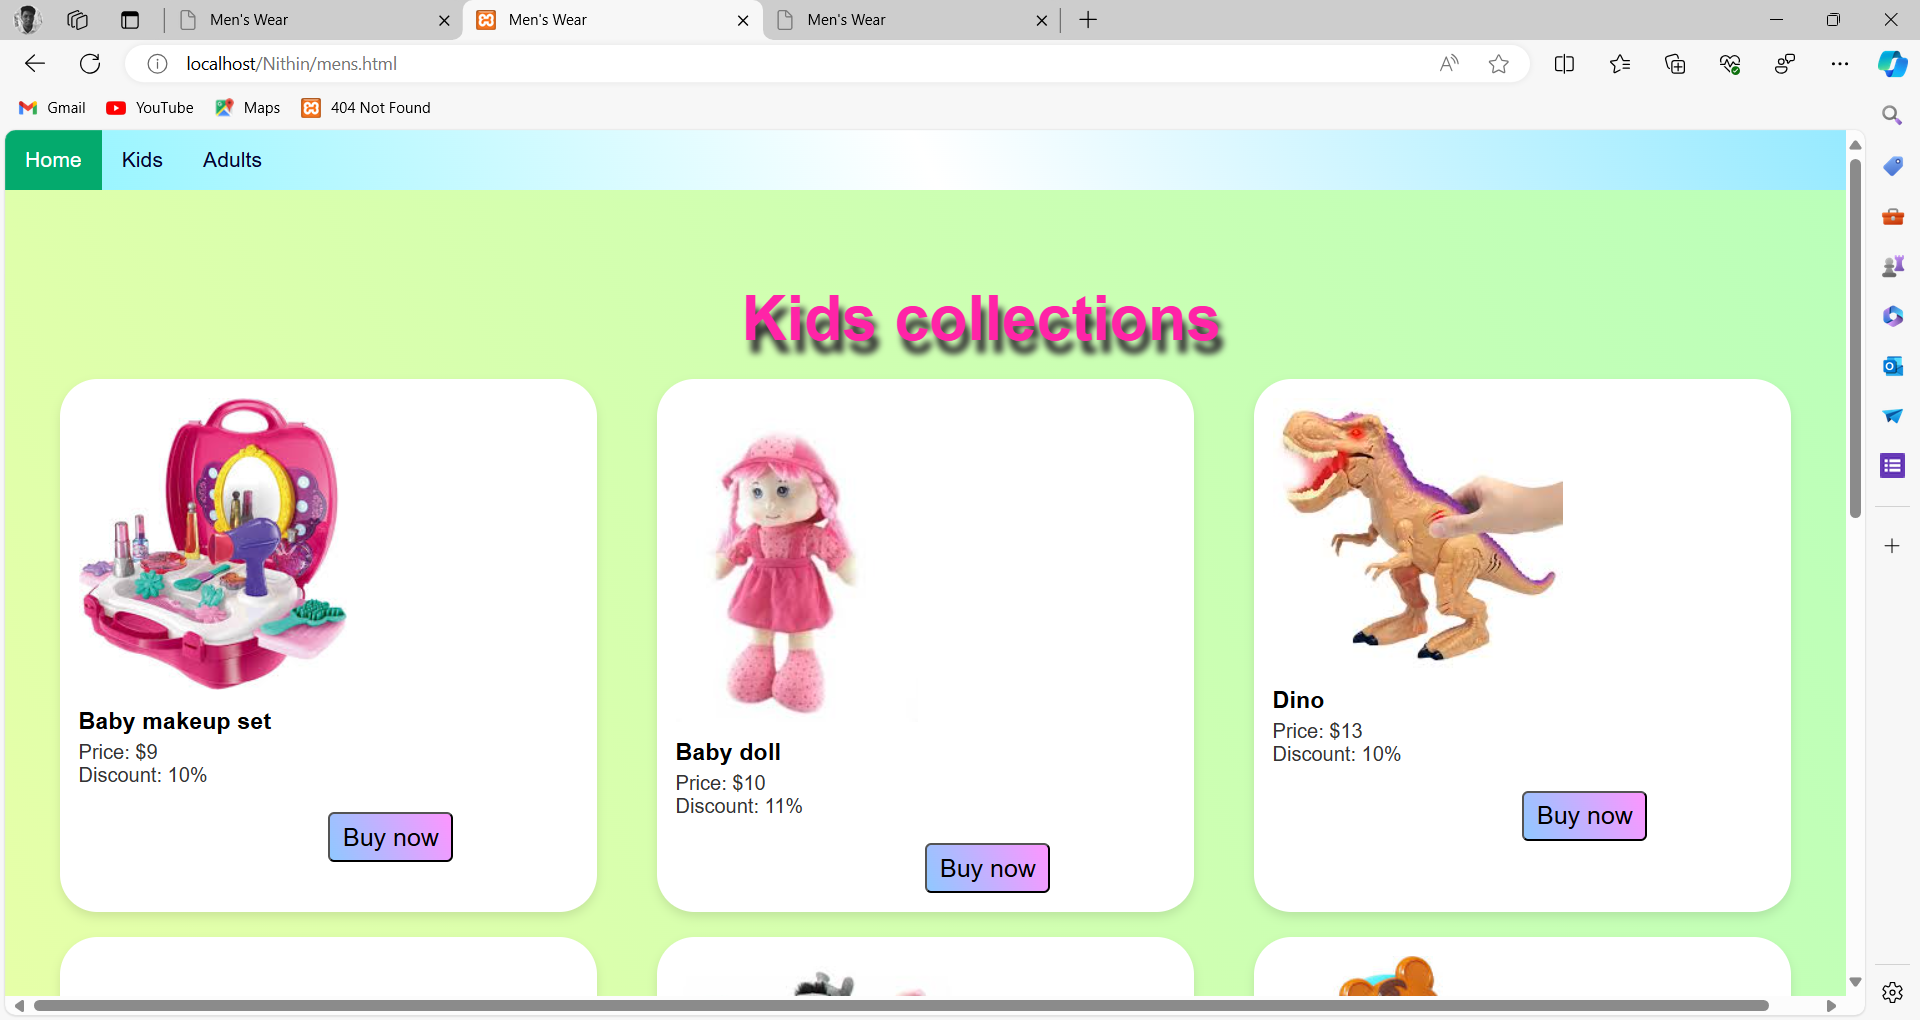 Men's Wear
Men's Wear
Men's Wear
localhost/Nithin/mens.html
Gmail
YouTube
Maps
404 Not Found
Home
Kids
Adults
Kids collections
Baby makeup set
Price: $9
Discount: 10%
Buy now
Baby doll
Price: $10
Discount: 11%
Buy now
Dino
Price: $13
Discount: 10%
Buy now